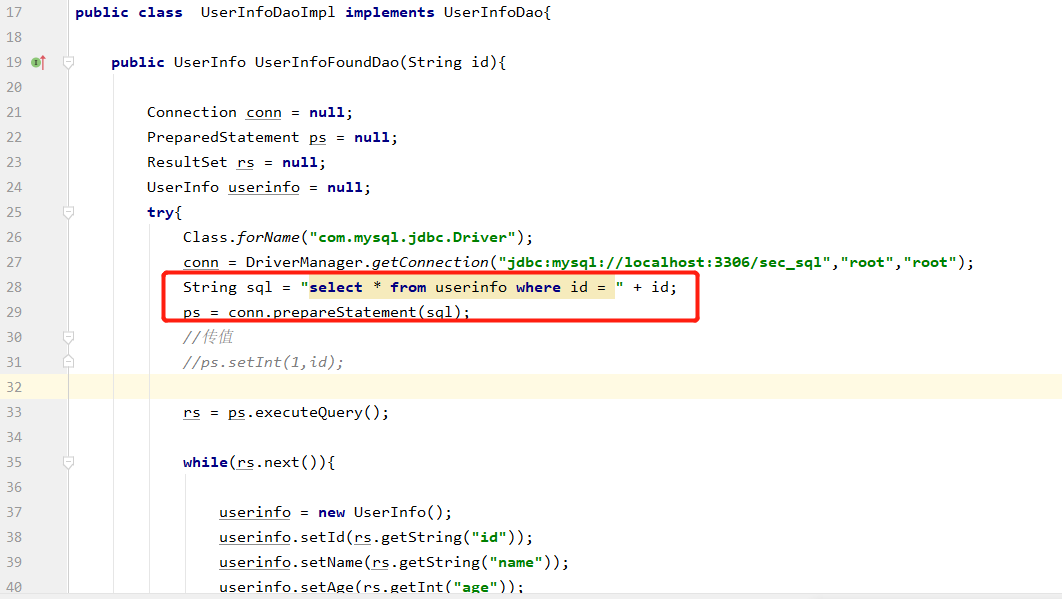 17 public class  UserInfoDaoImpl implements UserInfoDao{
18
19 public UserInfo UserInfoFoundDao(String id){
20
21 Connection conn = null;
22 PreparedStatement ps = null;
23 ResultSet rs = null;
24 UserInfo userinfo = null;
25 try{
26 Class.forName("com.mysql.jdbc.Driver");
27 conn = DriverManager.getConnection("jdbc:mysql://localhost:3306/sec_sql","root","root");
28 String sql = "select * from userinfo where id = " + id;
29 ps = conn.prepareStatement(sql);
30 //传值
31 //ps.setInt(1,id);
32
33 rs = ps.executeQuery();
34
35 while(rs.next()){
36
37 userinfo = new UserInfo();
38 userinfo.setId(rs.getString("id"));
39 userinfo.setName(rs.getString("name"));
40 userinfo.setAge(rs.getInt("age"));